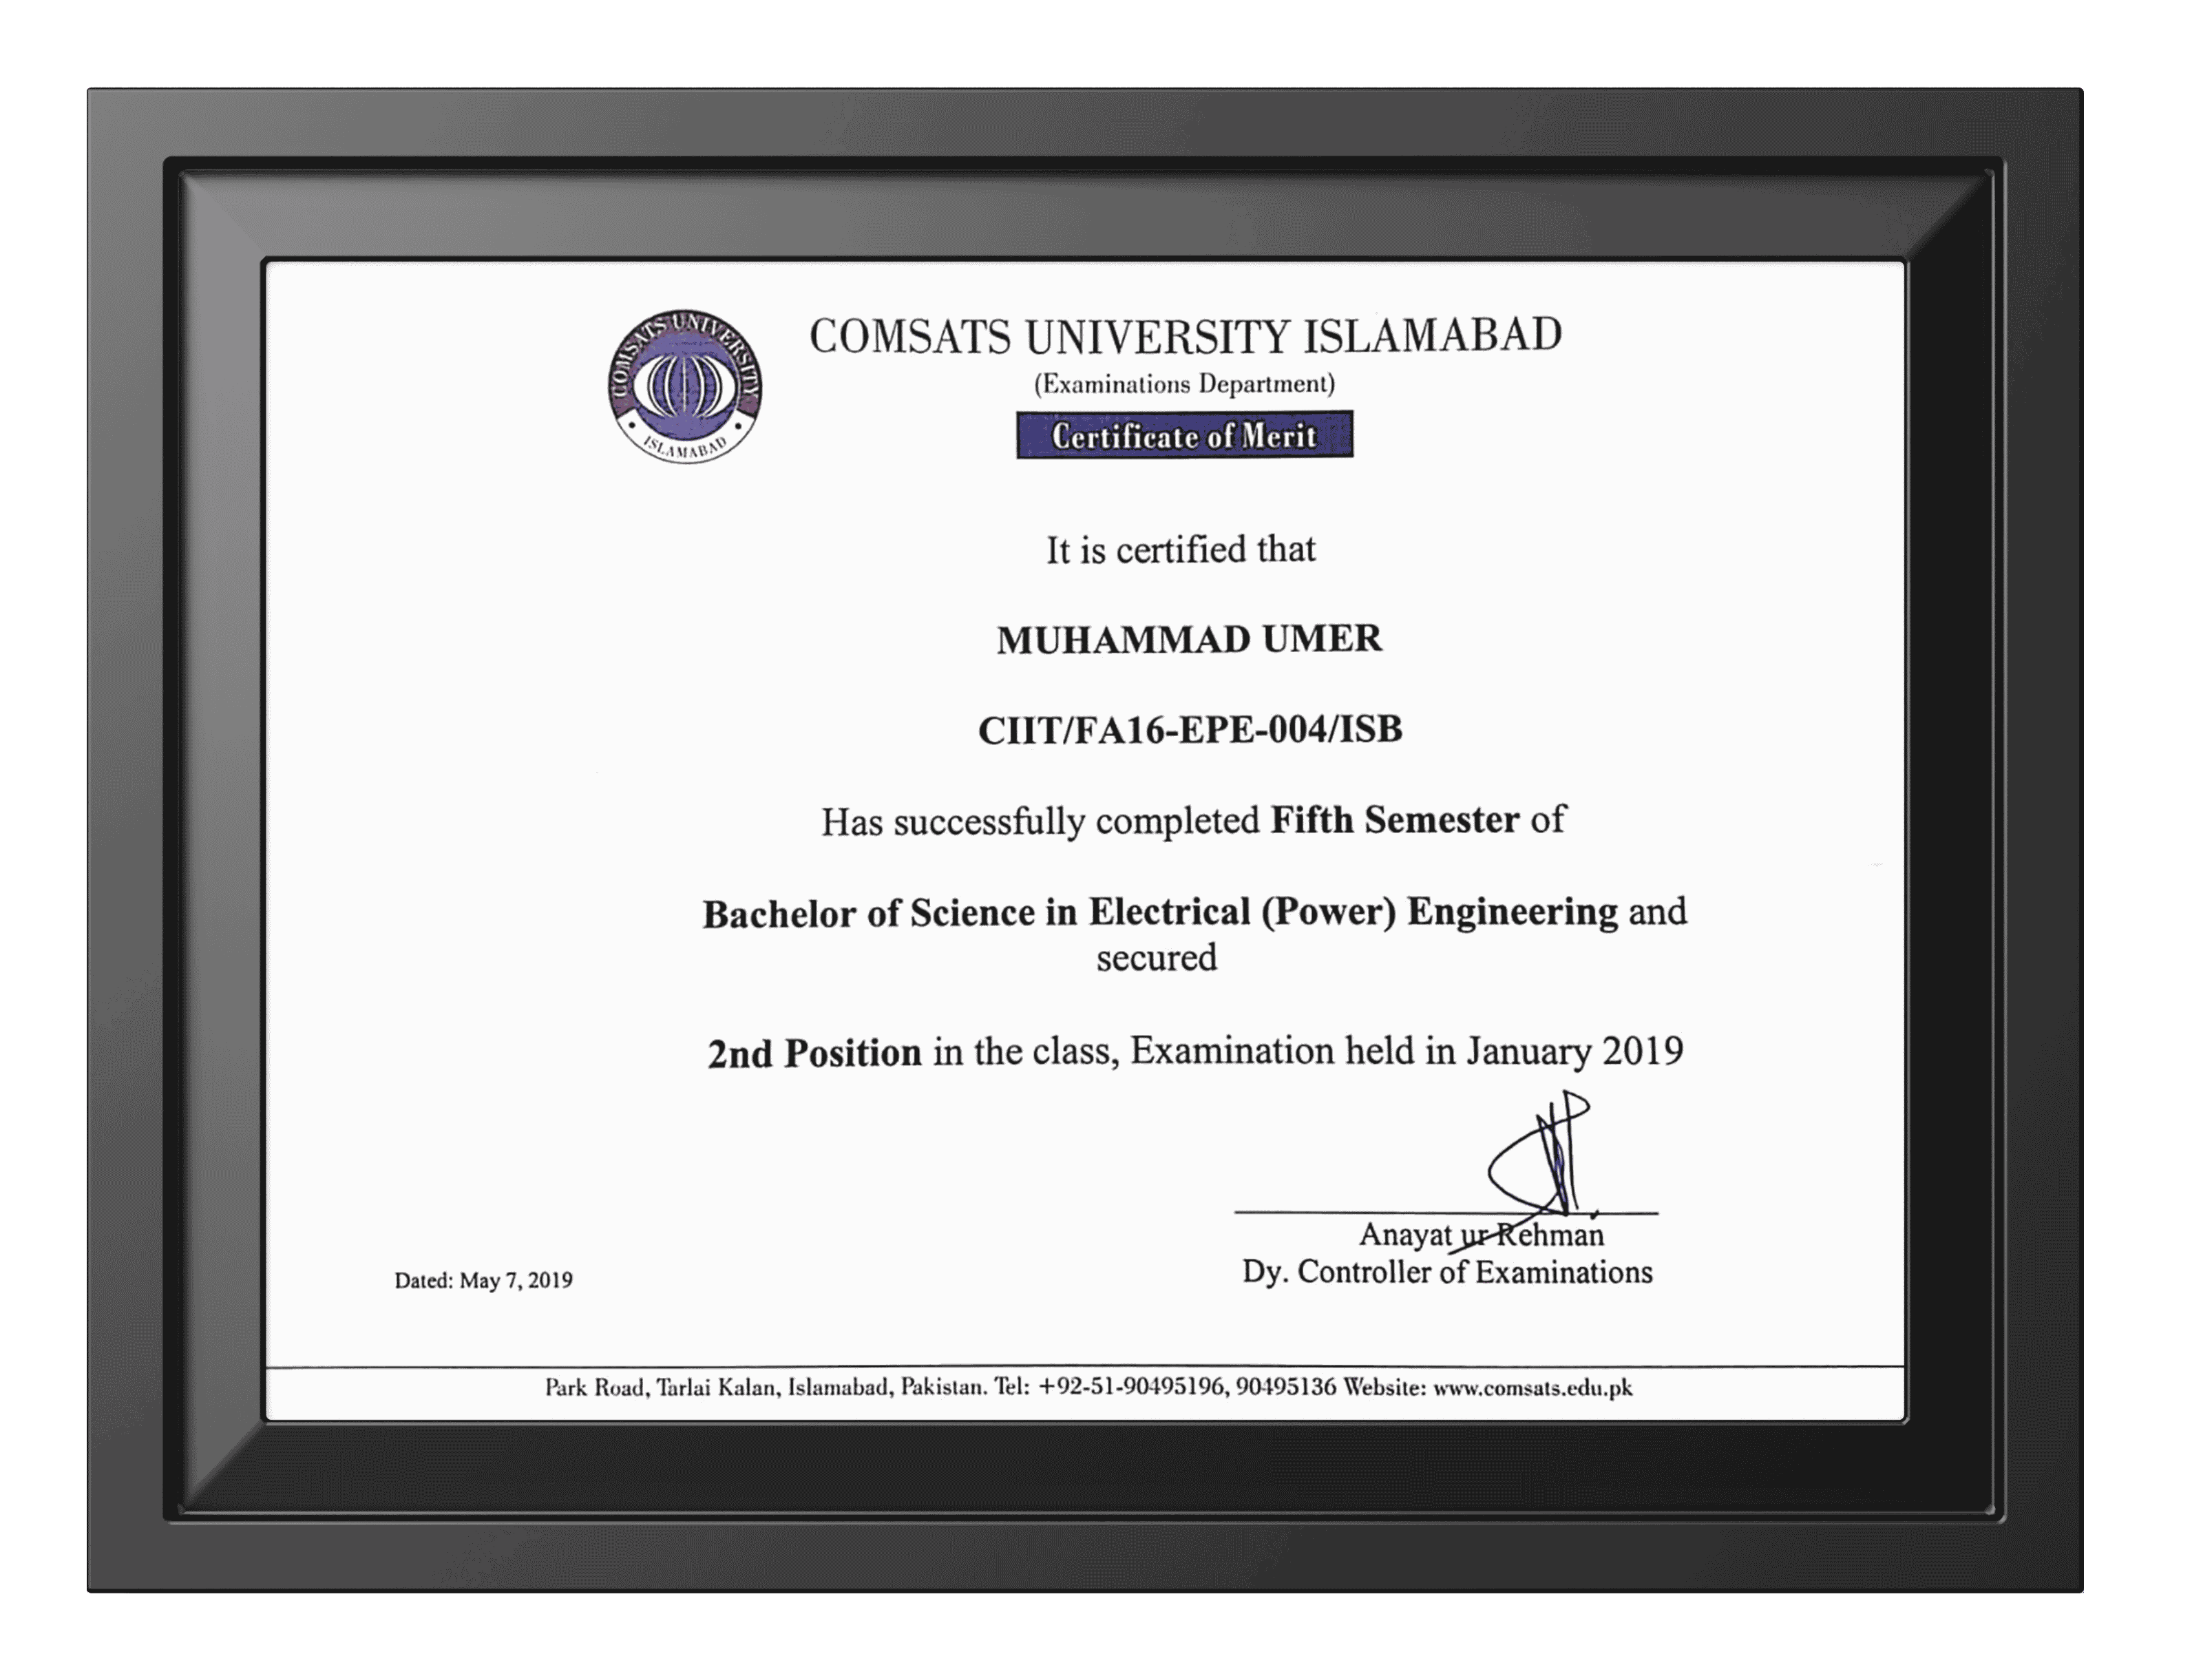 COMSATS UNIVERSITY
ISLAMABAD
COMSATS UNIVERSITY ISLAMABAD
(Examinations Department)
Certificate of Merit
It is certified that
MUHAMMAD UMER
CIIT/FA16-EPE-004/ISB
Has successfully completed Fifth Semester of
Bachelor of Science in Electrical (Power) Engineering and
secured
2nd Position in the class, Examination held in January 2019
Anayat ur Rehman
Dy. Controller of Examinations
Dated: May 7, 2019
Park Road, Tarlai Kalan, Islamabad, Pakistan. Tel: +92-51-90495196, 90495136 Website: www.comsats.edu.pk